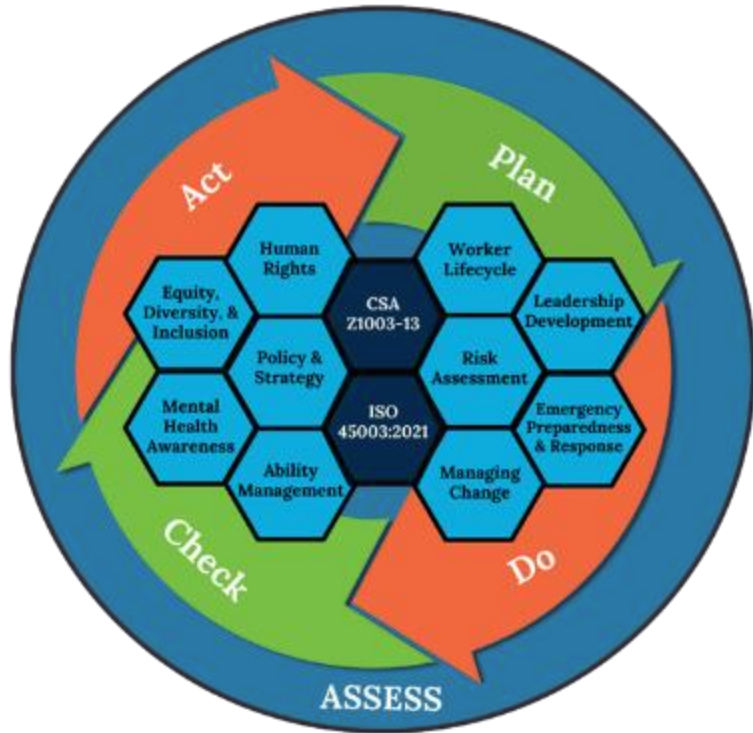 Act
Plan
Human
Rights
CSA
Z1003-13
Worker
Lifecycle
Equity,
Diversity, &
Inclusion
Leadership
Development
Policy &
Strategy
Risk
Assessment
Mental
Health
Awareness
ISO
45003:2021
Emergency
Preparedness
& Response
Ability
Management
Managing
Change
Check
Do
ASSESS